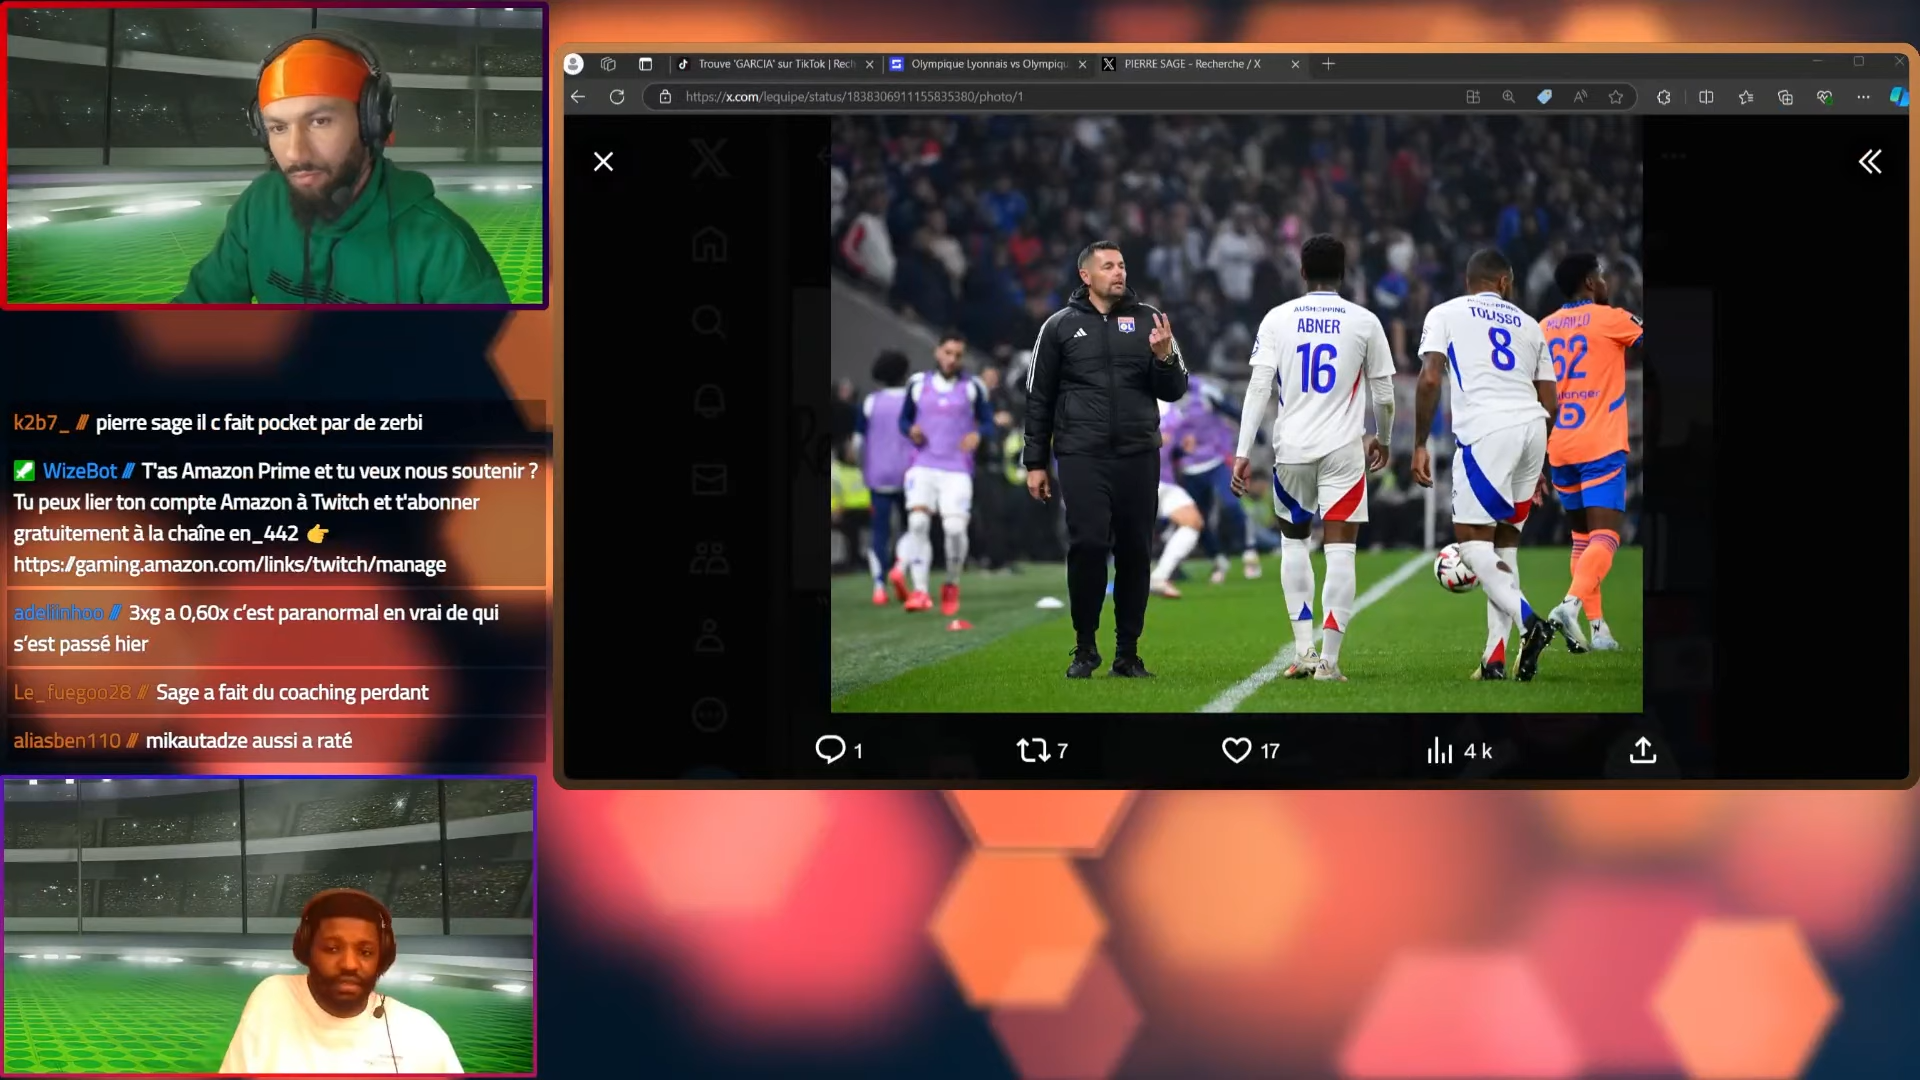 Trouve 'GARCIA' sur TikTok | Rech
Olympique Lyonnais vs Olympiqu
PIERRE SAGE - Recherche / X
https://x.com/lequipe/status/1838306911155835380/photo/1
AUSHOPPING
ABNER
16
TOLISSO
8
MURILLO
62
OL
k2b7_ // pierre sage il c fait pocket par de zerbi
WizeBot // T'as Amazon Prime et tu veux nous soutenir ?
Tu peux lier ton compte Amazon à Twitch et t'abonner
gratuitement à la chaîne en_442 👉
https://gaming.amazon.com/links/twitch/manage
adeliinhoo // 3xg a 0,60x c’est paranormal en vrai de qui
s’est passé hier
Le_fuegoo28 // Sage a fait du coaching perdant
aliasben110 // mikautadze aussi a raté
1
7
17
4 k